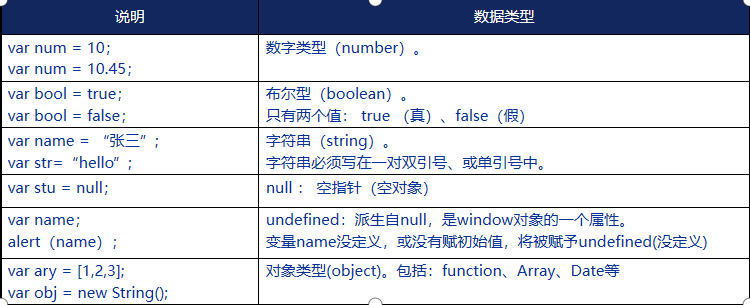 说明 数据类型
var num = 10; 数字类型（number）。
var num = 10.45;
var bool = true; 布尔型（boolean）。
var bool = false; 只有两个值： true （真）、false（假）
var name = “张三”; 字符串（string）。
var str=“hello”; 字符串必须写在一对双引号、或单引号中。
var stu = null; null ：空指针（空对象）
var name; undefined：派生自null，是window对象的一个属性。
alert（name）; 变量name没定义，或没有赋初始值，将被赋予undefined(没定义)
var ary = [1,2,3]; 对象类型(object)。包括：function、Array、Date等
var obj = new String();